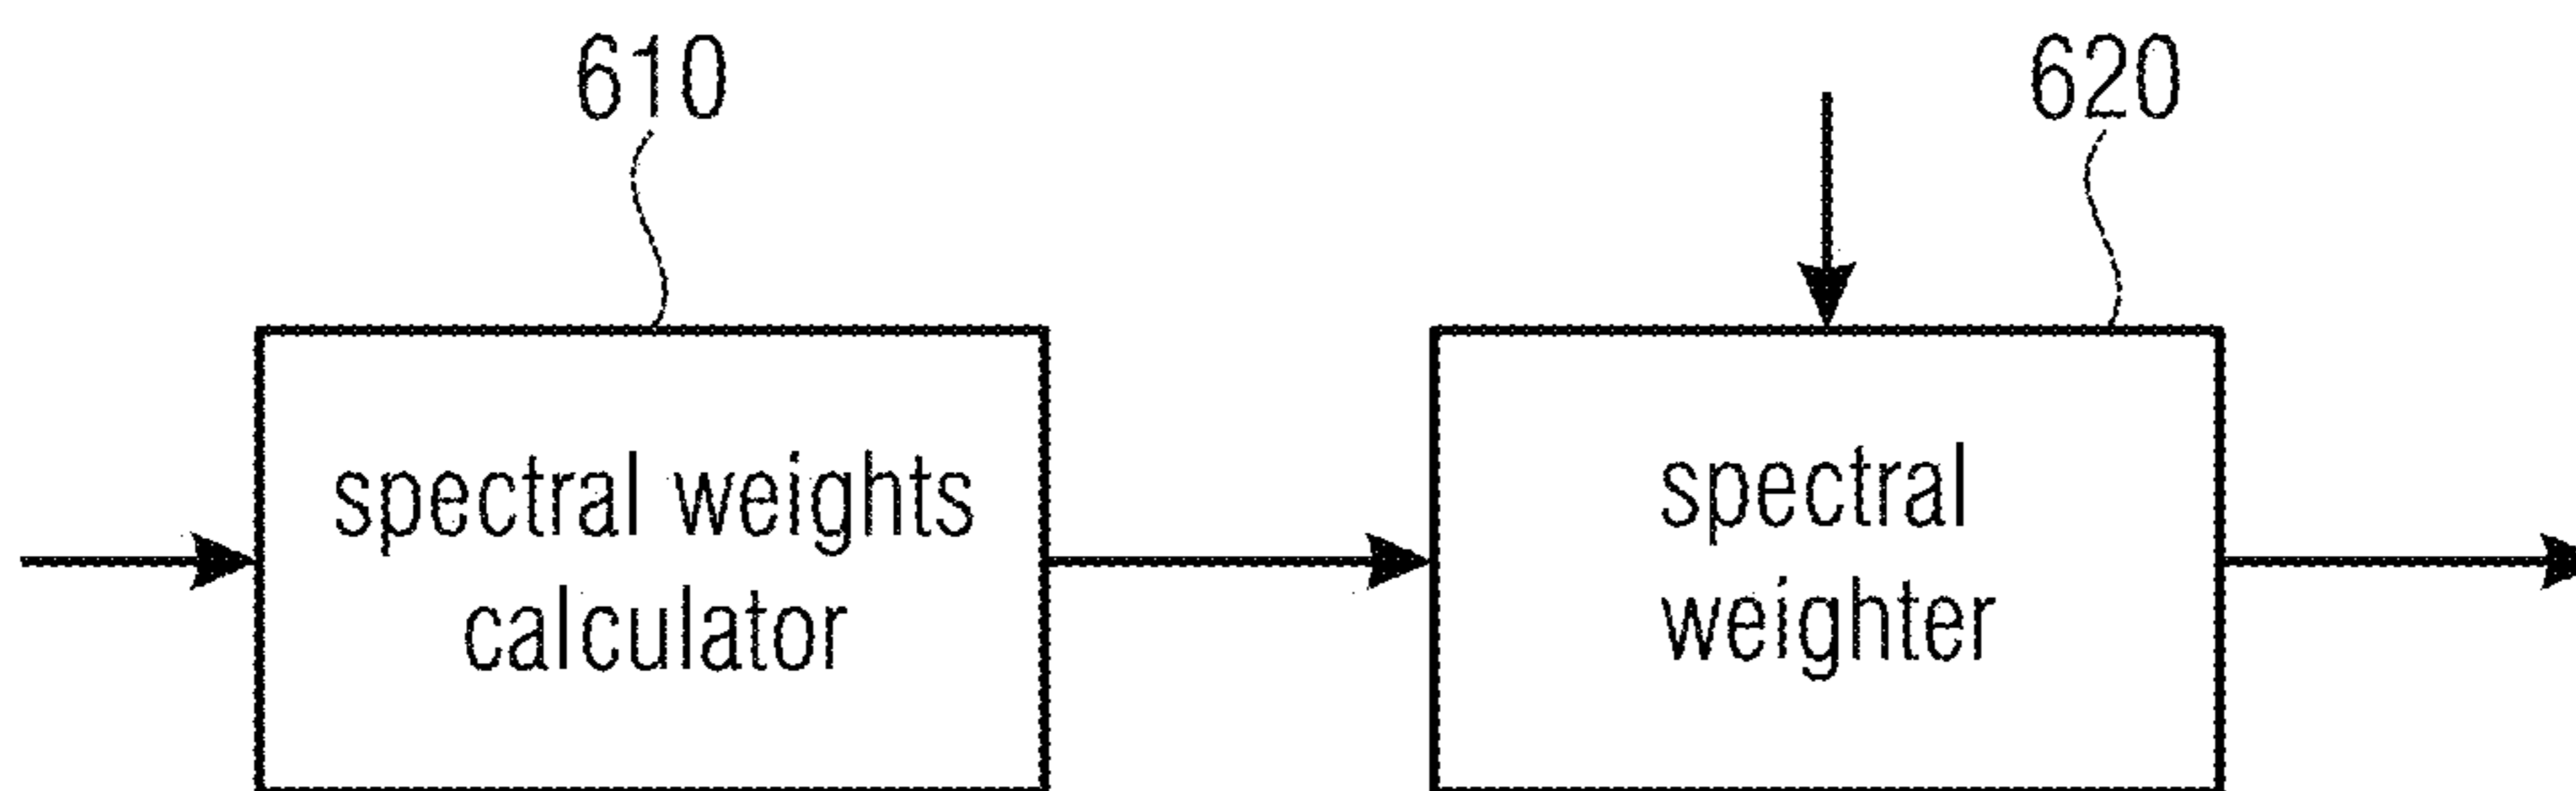 610
620
spectral weights
calculator
spectral
weighter